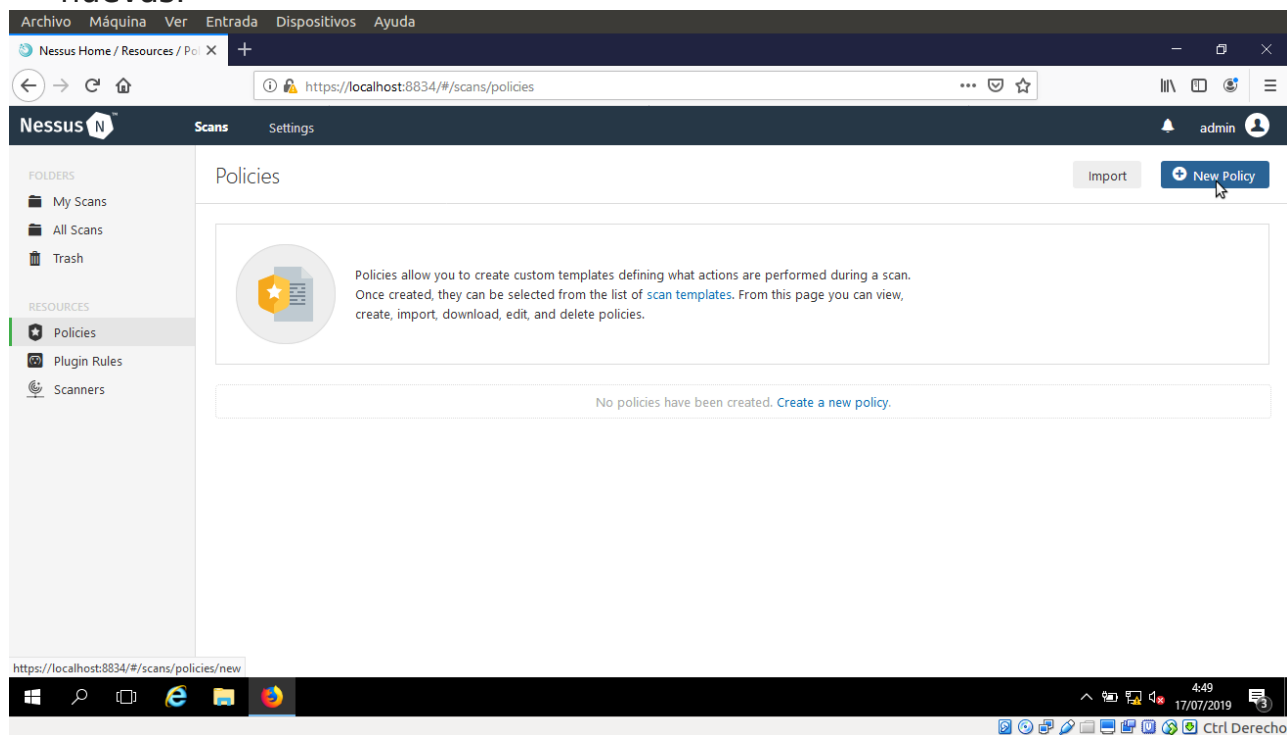 nuevas.
Archivo Máquina Ver Entrada Dispositivos Ayuda
Nessus Home / Resources / Pol
https://localhost:8834/#/scans/policies
Nessus N
Scans Settings
admin
FOLDERS
My Scans
All Scans
Trash
RESOURCES
Policies
Plugin Rules
Scanners
Policies
Import
New Policy
Policies allow you to create custom templates defining what actions are performed during a scan.
Once created, they can be selected from the list of scan templates. From this page you can view,
create, import, download, edit, and delete policies.
No policies have been created. Create a new policy.
https://localhost:8834/#/scans/policies/new
4:49
17/07/2019
3
Ctrl Derecho